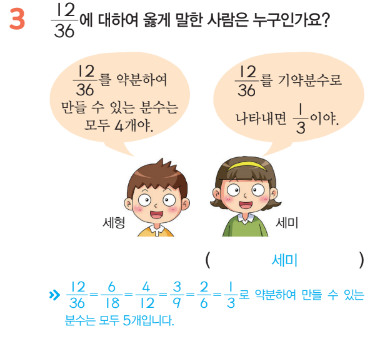 3 12/36에 대하여 옳게 말한 사람은 누구인가요?
12/36를 약분하여
만들 수 있는 분수는
모두 4개야.
12/36를 기약분수로
나타내면 1/3이야.
세형
세미
( 세미 )
» 12/36=6/18=4/12=3/9=2/6=1/3로 약분하여 만들 수 있는
분수는 모두 5개입니다.